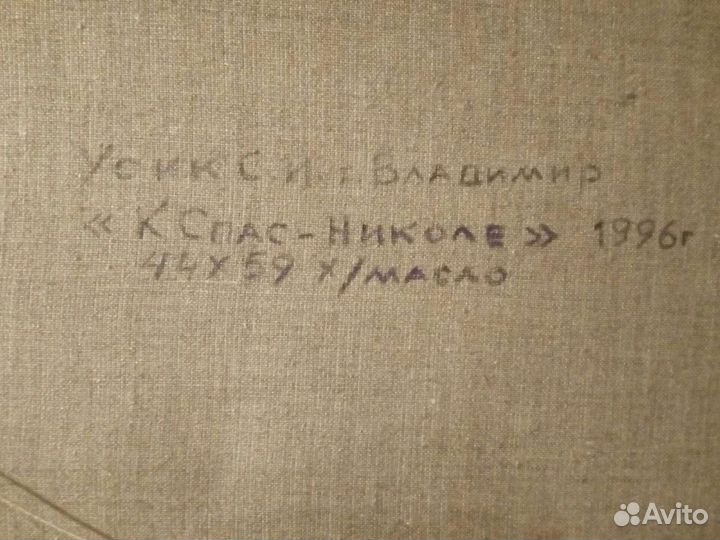 Усик С.И. г. Владимир
« К Спас-Николе » 1996г
44х59 х/масло
Avito